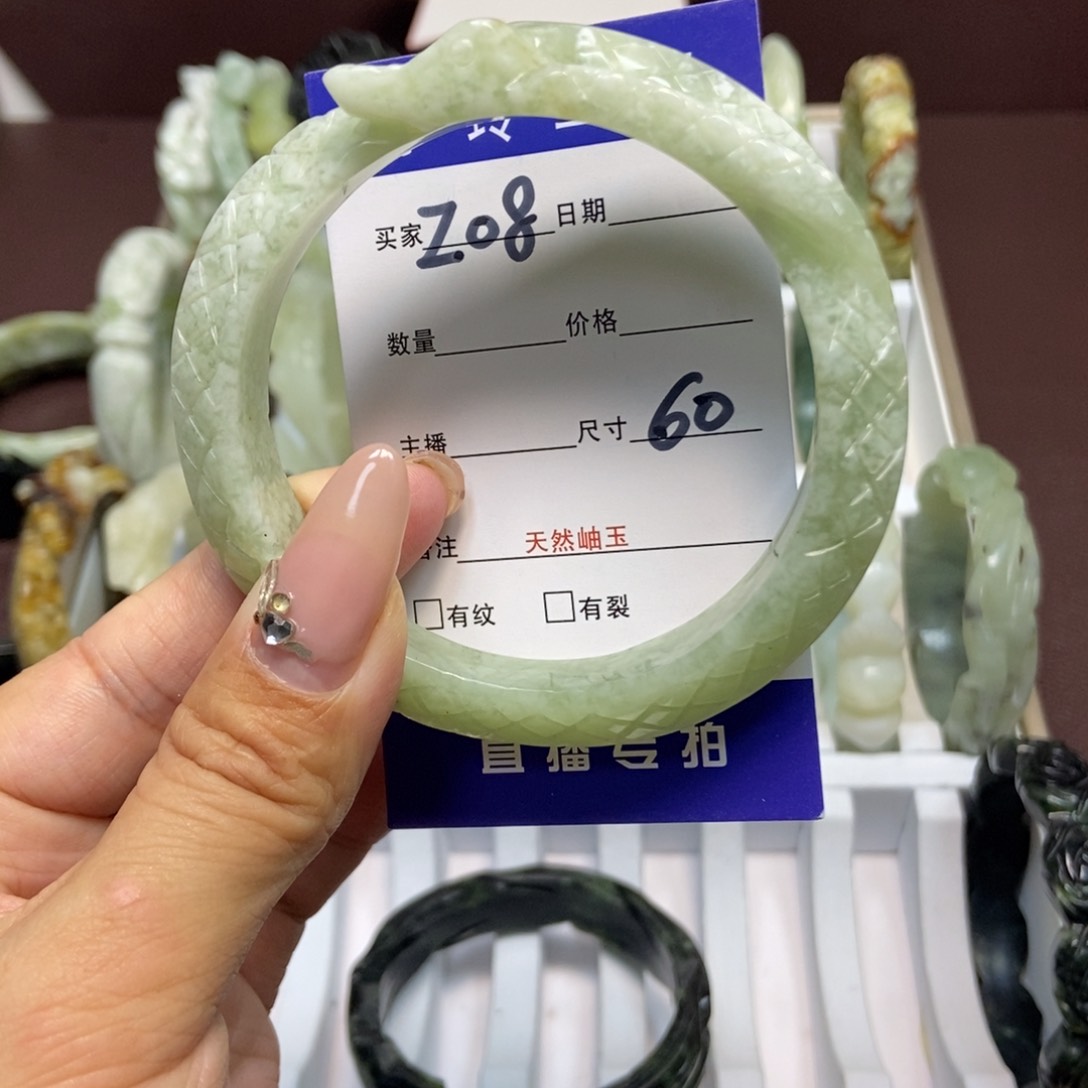 玲
买家 Z08 日期
数量 价格
主播 尺寸 60
注 天然岫玉
□有纹 □有裂
直播专拍